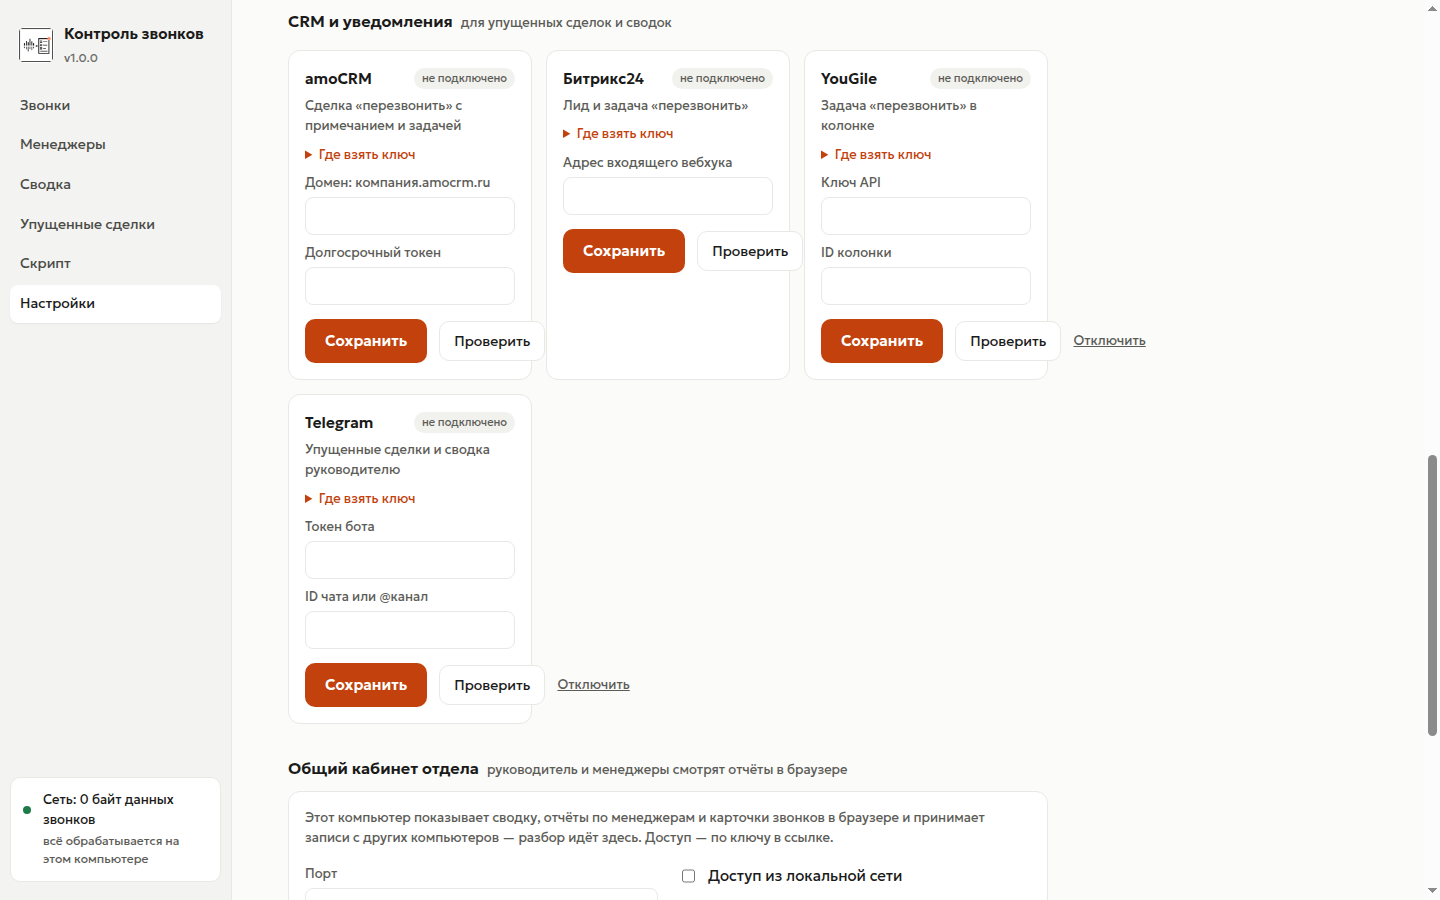 Контроль звонков
v1.0.0
Звонки
Менеджеры
Сводка
Упущенные сделки
Скрипт
Настройки
Сеть: 0 байт данных
звонков
всё обрабатывается на
этом компьютере
CRM и уведомления для упущенных сделок и сводок
amoCRM не подключено
Сделка «перезвонить» с
примечанием и задачей
Где взять ключ
Домен: компания.amocrm.ru
Долгосрочный токен
Сохранить Проверить
Битрикс24 не подключено
Лид и задача «перезвонить»
Где взять ключ
Адрес входящего вебхука
Сохранить Проверить
YouGile не подключено
Задача «перезвонить» в
колонке
Где взять ключ
Ключ API
ID колонки
Сохранить Проверить Отключить
Telegram не подключено
Упущенные сделки и сводка
руководителю
Где взять ключ
Токен бота
ID чата или @канал
Сохранить Проверить Отключить
Общий кабинет отдела руководитель и менеджеры смотрят отчёты в браузере
Этот компьютер показывает сводку, отчёты по менеджерам и карточки звонков в браузере и принимает
записи с других компьютеров — разбор идёт здесь. Доступ — по ключу в ссылке.
Порт
Доступ из локальной сети